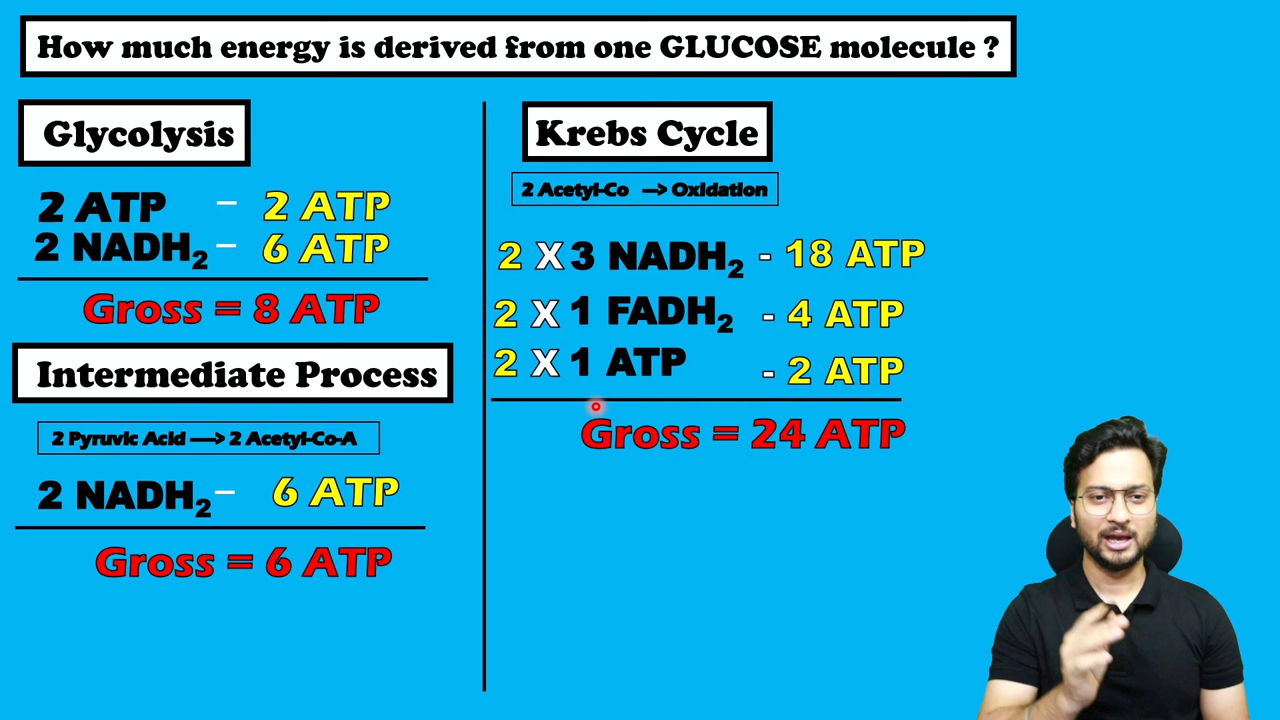 How much energy is derived from one GLUCOSE molecule ?
Glycolysis
2 ATP – 2 ATP
2 NADH₂ – 6 ATP
Gross = 8 ATP
Intermediate Process
2 Pyruvic Acid —> 2 Acetyl-Co-A
2 NADH₂ – 6 ATP
Gross = 6 ATP
Krebs Cycle
2 Acetyl-Co —> Oxidation
2 X 3 NADH₂ - 18 ATP
2 X 1 FADH₂ - 4 ATP
2 X 1 ATP - 2 ATP
Gross = 24 ATP